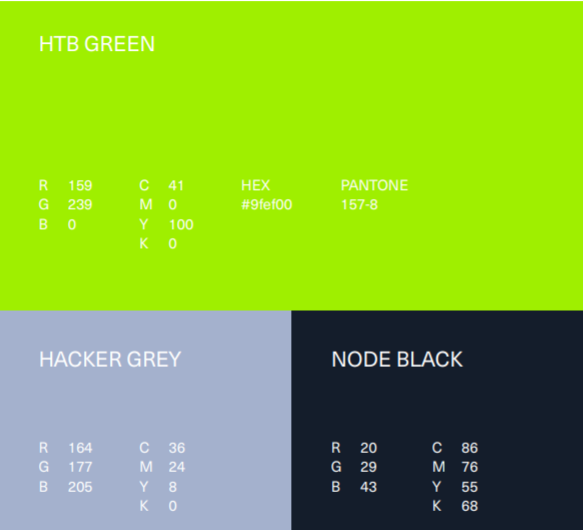 HTB GREEN
R 159 C 41 HEX PANTONE
G 239 M 0 #9fef00 157-8
B 0 Y 100
K 0
HACKER GREY
R 164 C 36
G 177 M 24
B 205 Y 8
K 0
NODE BLACK
R 20 C 86
G 29 M 76
B 43 Y 55
K 68